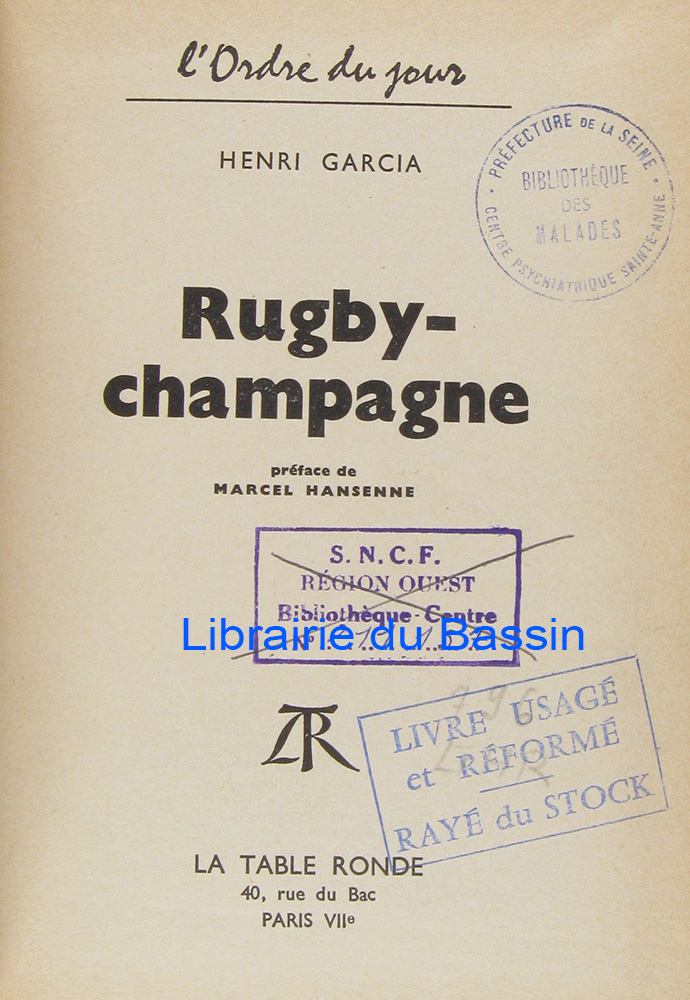 l'Ordre du jour
HENRI GARCIA
PRÉFECTURE DE LA SEINE
BIBLIOTHÈQUE
DES
MALADES
CENTRE PSYCHIATRIQUE SAINTE-ANNE
Rugby-
champagne
préface de
MARCEL HANSENNE
S. N. C. F.
RÉGION OUEST
Bibliothèque-Centre
Librairie du Bassin
LIVRE USAGÉ
et RÉFORMÉ
RAYÉ du STOCK
LA TABLE RONDE
40, rue du Bac
PARIS VIIe